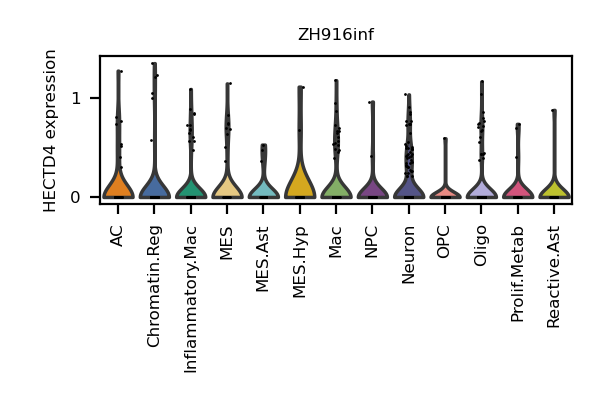 ZH916inf
HECTD4 expression
1
0
AC
Chromatin.Reg
Inflammatory.Mac
MES
MES.Ast
MES.Hyp
Mac
NPC
Neuron
OPC
Oligo
Prolif.Metab
Reactive.Ast